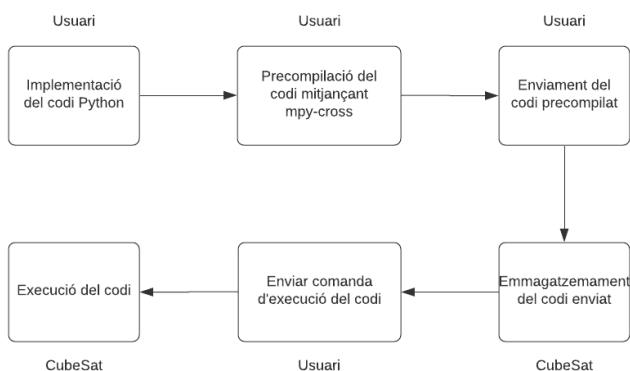 Usuari
Usuari
Usuari
Implementació
del codi Python
Precompilació del
codi mitjançant
mpy-cross
Enviament del
codi precompilat
Execució del codi
Enviar comanda
d'execució del codi
Emmagatzemament
del codi enviat
CubeSat
Usuari
CubeSat